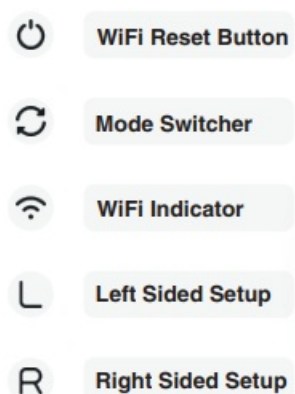 WiFi Reset Button
Mode Switcher
WiFi Indicator
L Left Sided Setup
R Right Sided Setup